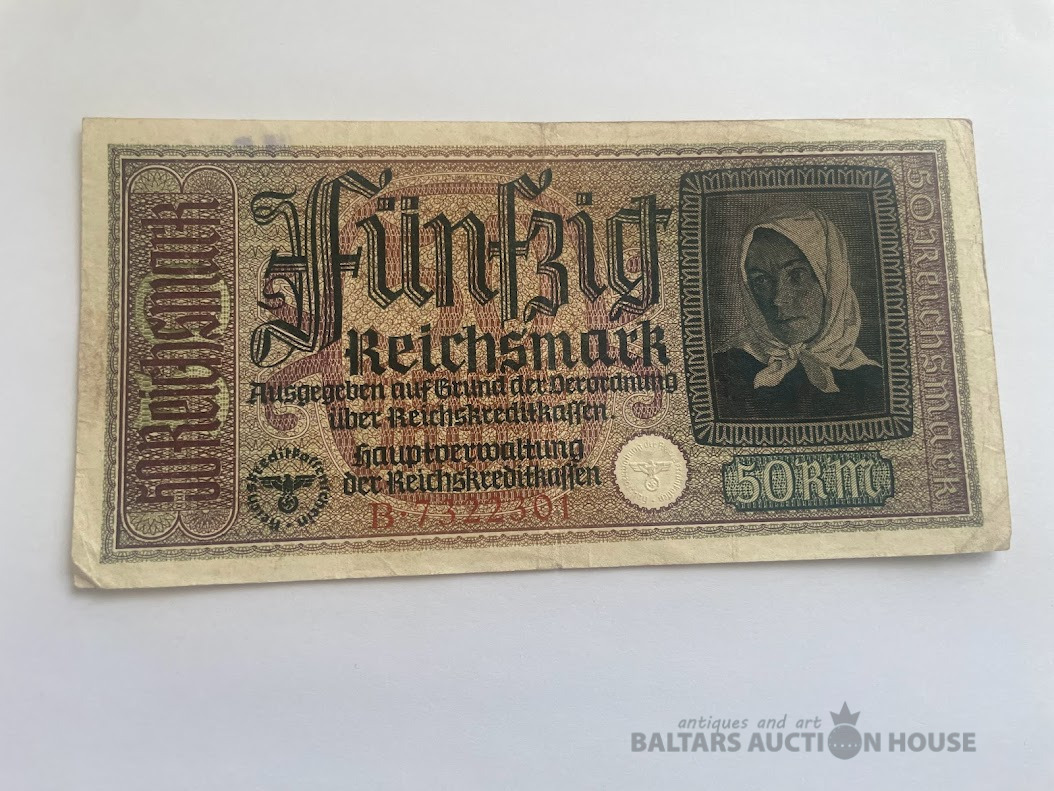 50 Reichsmark
Fünfzig
Reichsmark
Ausgegeben auf Grund der Verordnung
über Reichskreditkassen.
Hauptverwaltung
der Reichskreditkassen
B·7322301
50 RM
50 Reichsmark
antiques and art
BALTARS AUCTION HOUSE